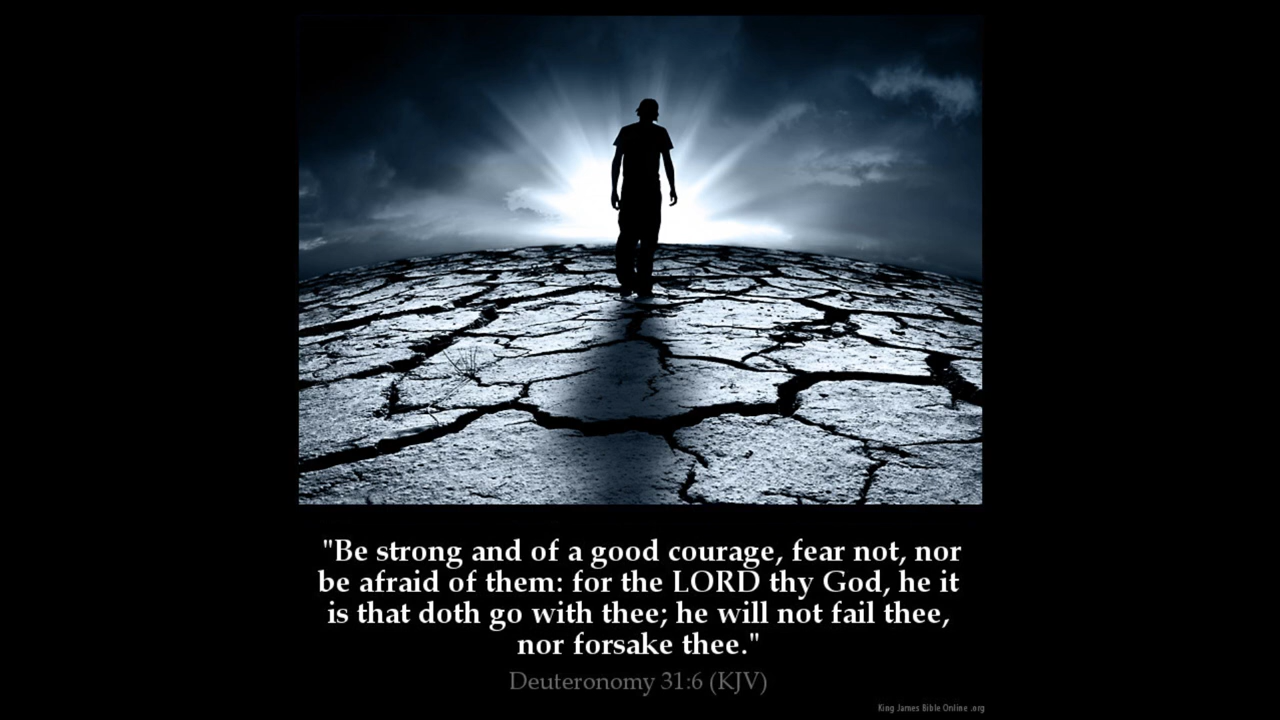 "Be strong and of a good courage, fear not, nor
be afraid of them: for the LORD thy God, he it
is that doth go with thee; he will not fail thee,
nor forsake thee."
Deuteronomy 31:6 (KJV)
King James Bible Online .org